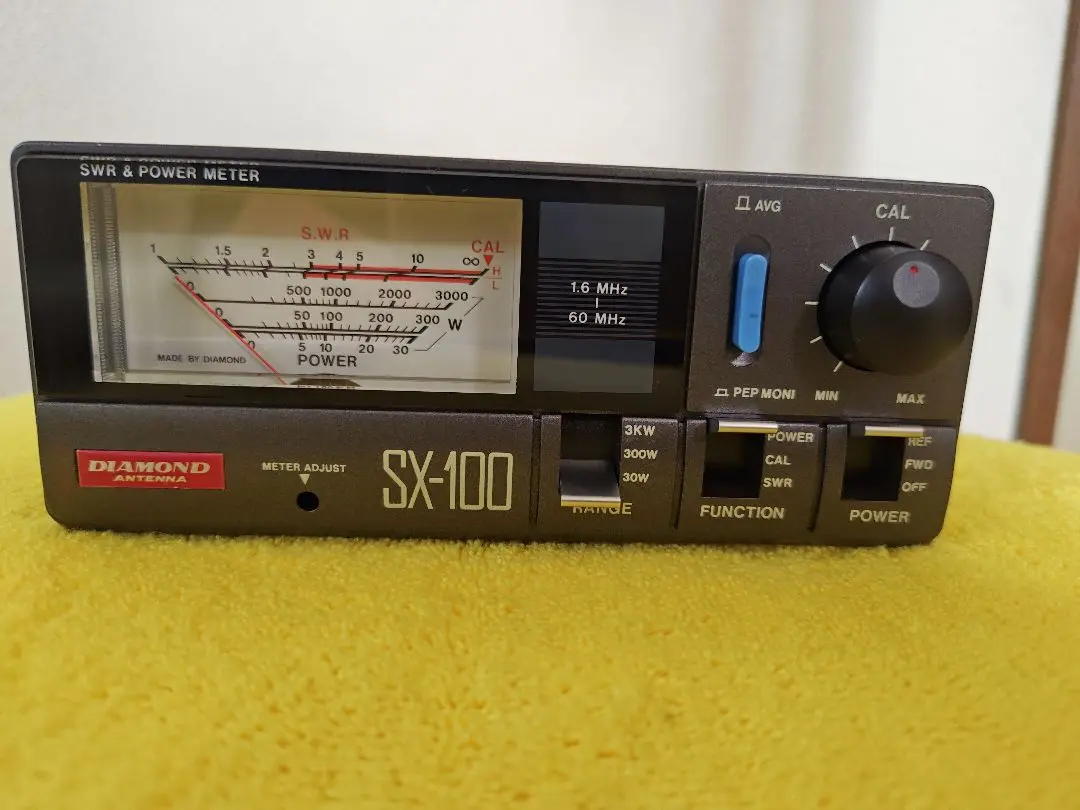 SWR & POWER METER
S.W.R
CAL
1 1.5 2 3 4 5 10 ∞
H
L
0 500 1000 2000 3000
0 50 100 200 300 W
0 5 10 20 30
MADE BY DIAMOND
POWER
1.6 MHz
60 MHz
AVG
PEP MONI
CAL
MIN
MAX
DIAMOND
ANTENNA
METER ADJUST
SX-100
3KW
300W
30W
RANGE
POWER
CAL
SWR
FUNCTION
REF
FWD
OFF
POWER